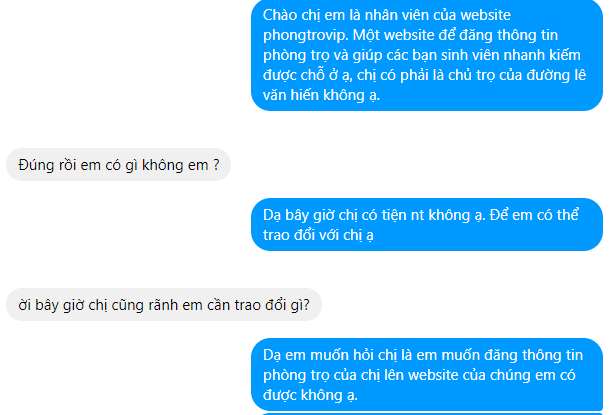 Chào chị em là nhân viên của website
phongtrovip. Một website để đăng thông tin
phòng trọ và giúp các bạn sinh viên nhanh kiếm
được chỗ ở ạ, chị có phải là chủ trọ của đường lê
văn hiến không ạ.
Đúng rồi em có gì không em ?
Dạ bây giờ chị có tiện nt không ạ. Để em có thể
trao đổi với chị ạ
ời bây giờ chị cũng rãnh em cần trao đổi gì?
Dạ em muốn hỏi chị là em muốn đăng thông tin
phòng trọ của chị lên website của chúng em có
được không ạ.